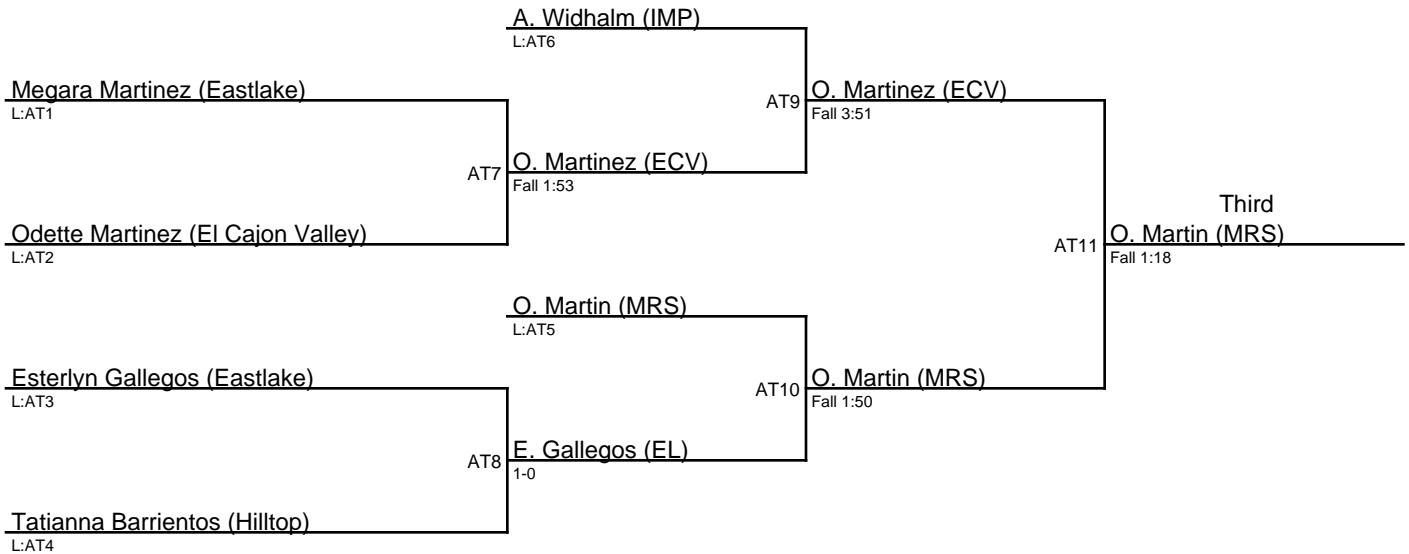 A. Widhalm (IMP)
L:AT6
Megara Martinez (Eastlake)
L:AT1
AT9
O. Martinez (ECV)
Fall 3:51
AT7
O. Martinez (ECV)
Fall 1:53
Odette Martinez (El Cajon Valley)
L:AT2
Third
AT11
O. Martin (MRS)
Fall 1:18
O. Martin (MRS)
L:AT5
Esterlyn Gallegos (Eastlake)
L:AT3
AT10
O. Martin (MRS)
Fall 1:50
AT8
E. Gallegos (EL)
1-0
Tatianna Barrientos (Hilltop)
L:AT4